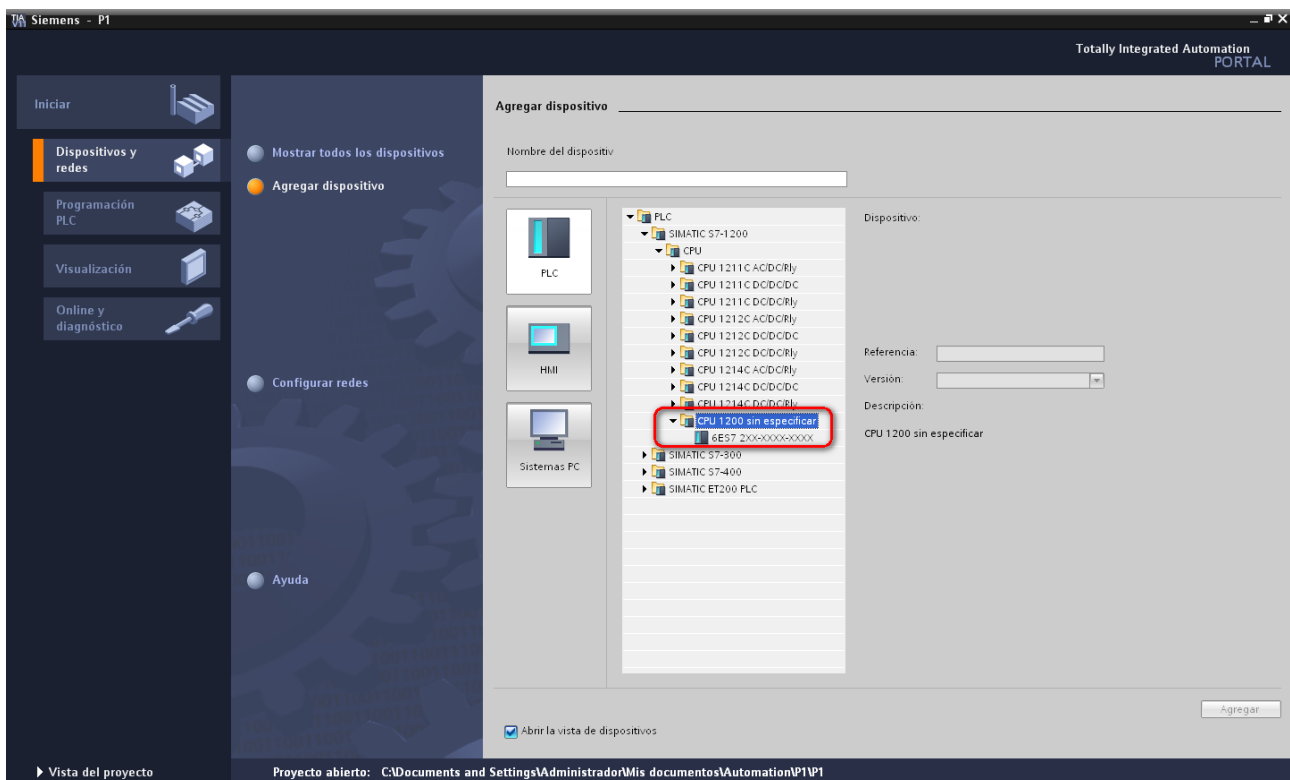 Siemens - P1
Totally Integrated Automation
PORTAL
Iniciar
Dispositivos y
redes
Programación
PLC
Visualización
Online y
diagnóstico
Mostrar todos los dispositivos
Agregar dispositivo
Configurar redes
Ayuda
Agregar dispositivo
Nombre del dispositiv
PLC
HMI
Sistemas PC
PLC
SIMATIC S7-1200
CPU
CPU 1211C AC/DC/Rly
CPU 1211C DC/DC/DC
CPU 1211C DC/DC/Rly
CPU 1212C AC/DC/Rly
CPU 1212C DC/DC/DC
CPU 1212C DC/DC/Rly
CPU 1214C AC/DC/Rly
CPU 1214C DC/DC/DC
CPU 1214C DC/DC/Rly
CPU 1200 sin especificar
6ES7 2XX-XXXX-XXXX
SIMATIC S7-300
SIMATIC S7-400
SIMATIC ET200 PLC
Dispositivo:
Referencia:
Versión:
Descripción:
CPU 1200 sin especificar
Agregar
Abrir la vista de dispositivos
Vista del proyecto
Proyecto abierto: C:\Documents and Settings\Administrador\Mis documentos\Automation\P1\P1